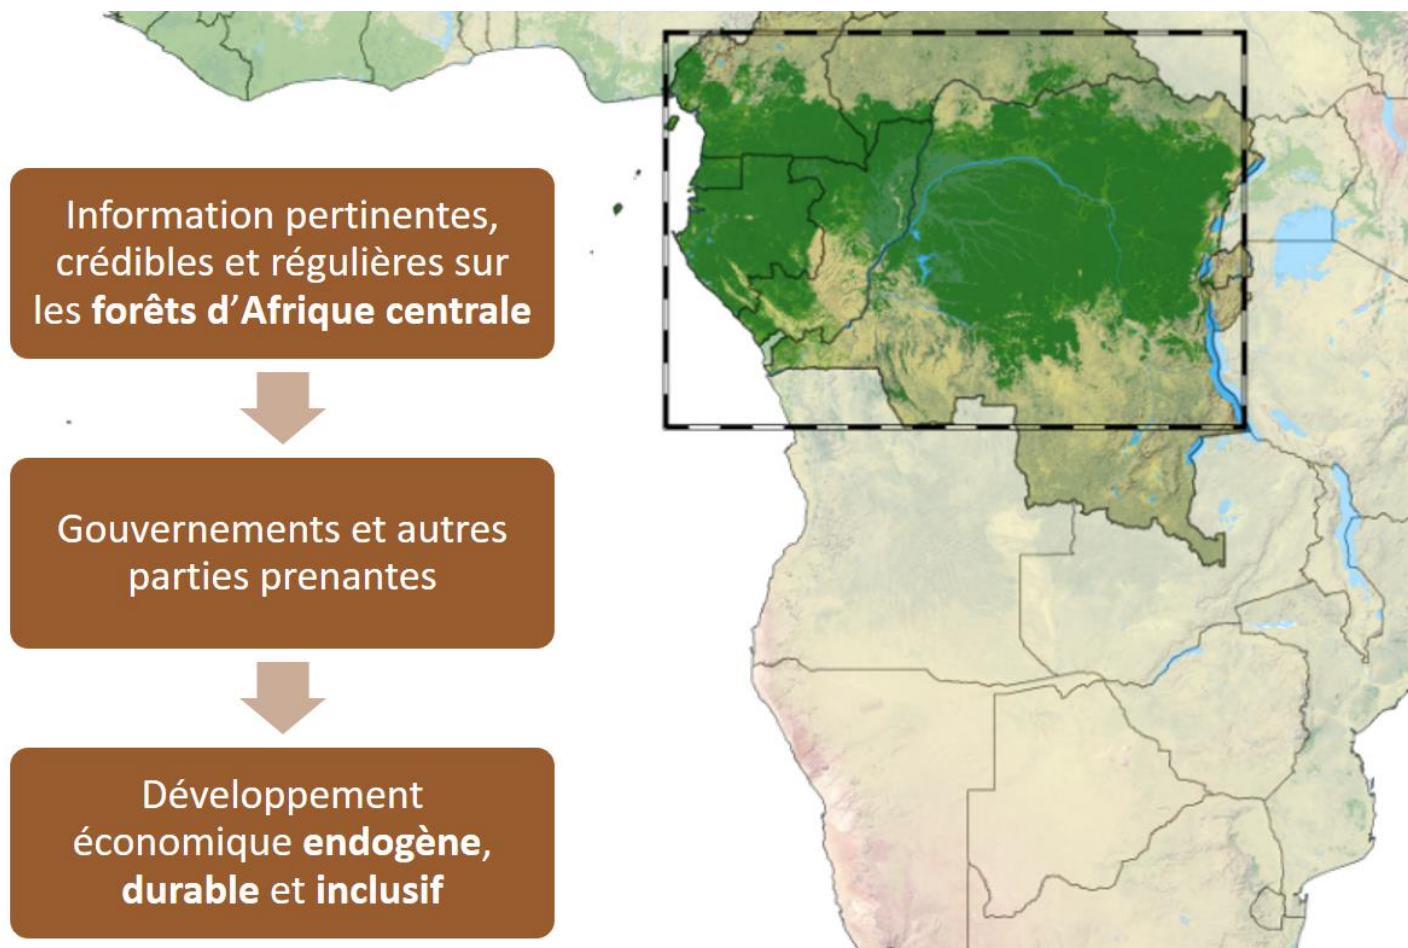 Information pertinentes,
crédibles et régulières sur
les forêts d’Afrique centrale
Gouvernements et autres
parties prenantes
Développement
économique endogène,
durable et inclusif